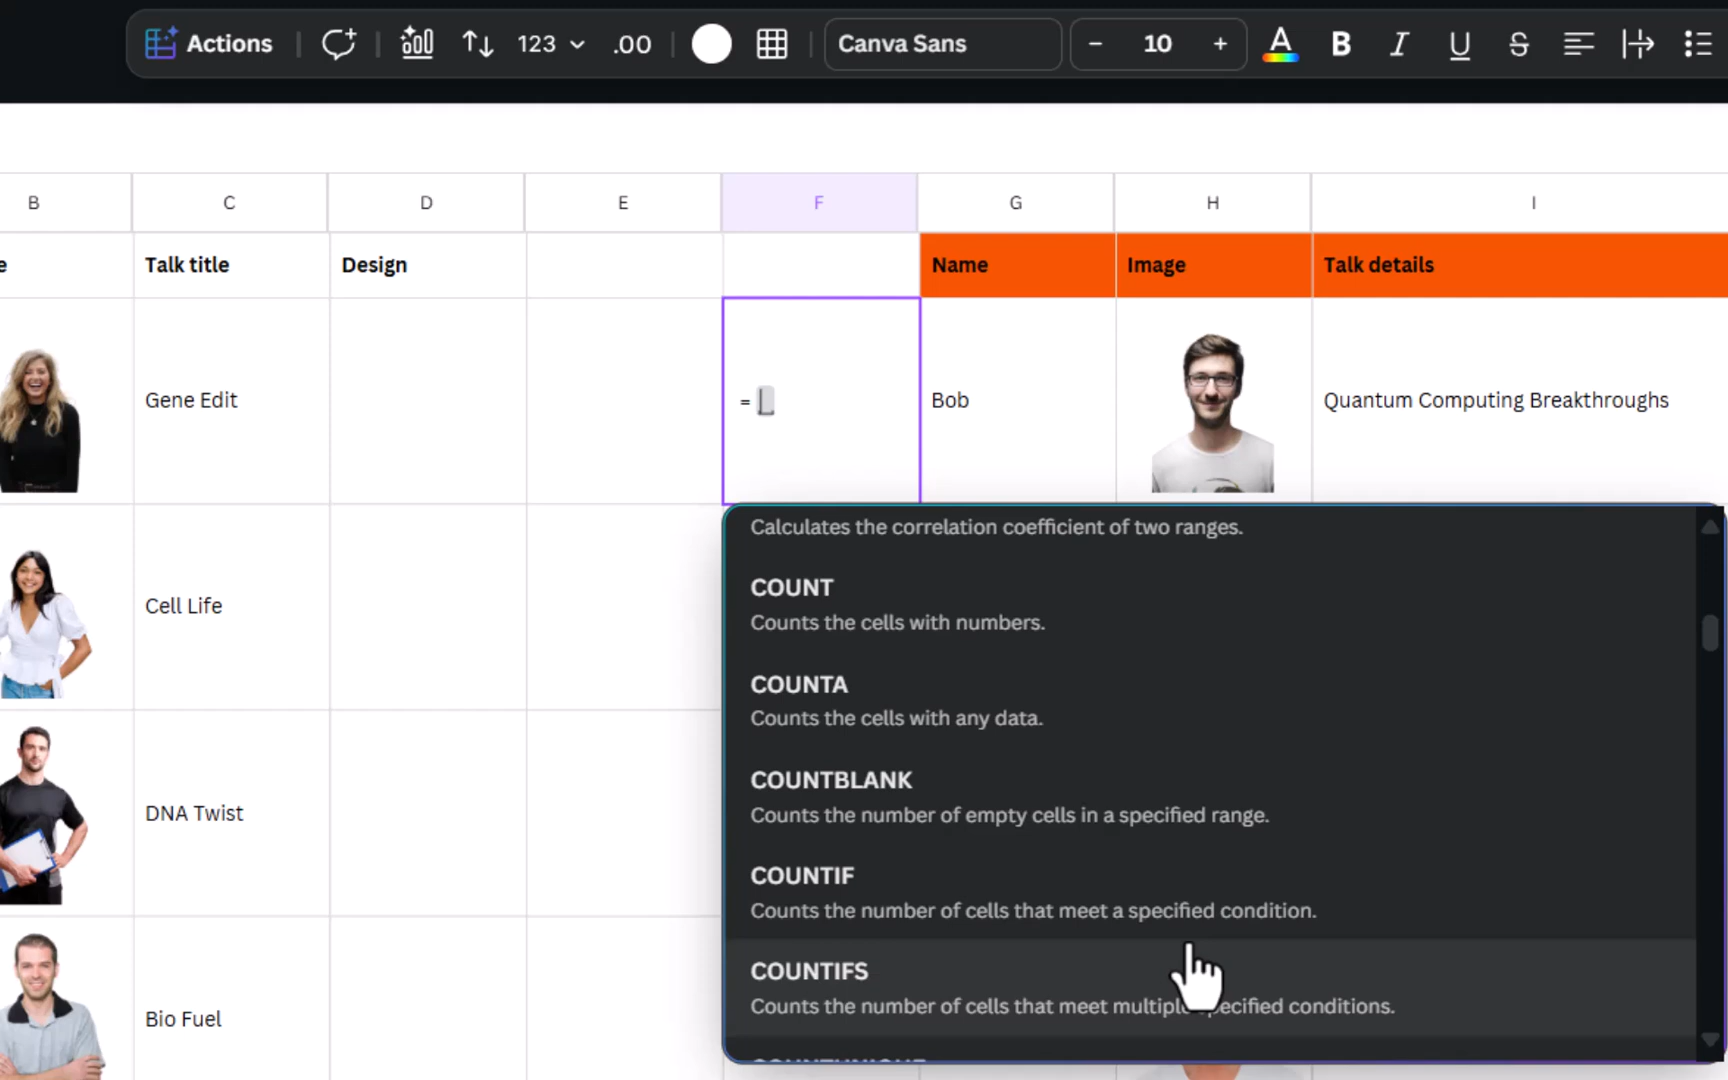 Actions
123
.00
Canva Sans
–
10
+
A
B
I
U
S
B
C
D
E
F
G
H
I
e
Talk title
Design
Name
Image
Talk details
Gene Edit
=
Bob
Quantum Computing Breakthroughs
Calculates the correlation coefficient of two ranges.
COUNT
Counts the cells with numbers.
Cell Life
COUNTA
Counts the cells with any data.
COUNTBLANK
Counts the number of empty cells in a specified range.
DNA Twist
COUNTIF
Counts the number of cells that meet a specified condition.
COUNTIFS
Counts the number of cells that meet multiple specified conditions.
Bio Fuel